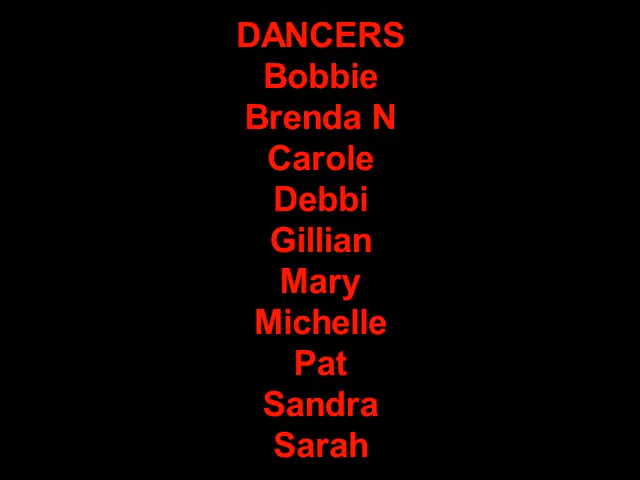 DANCERS
Bobbie
Brenda N
Carole
Debbi
Gillian
Mary
Michelle
Pat
Sandra
Sarah